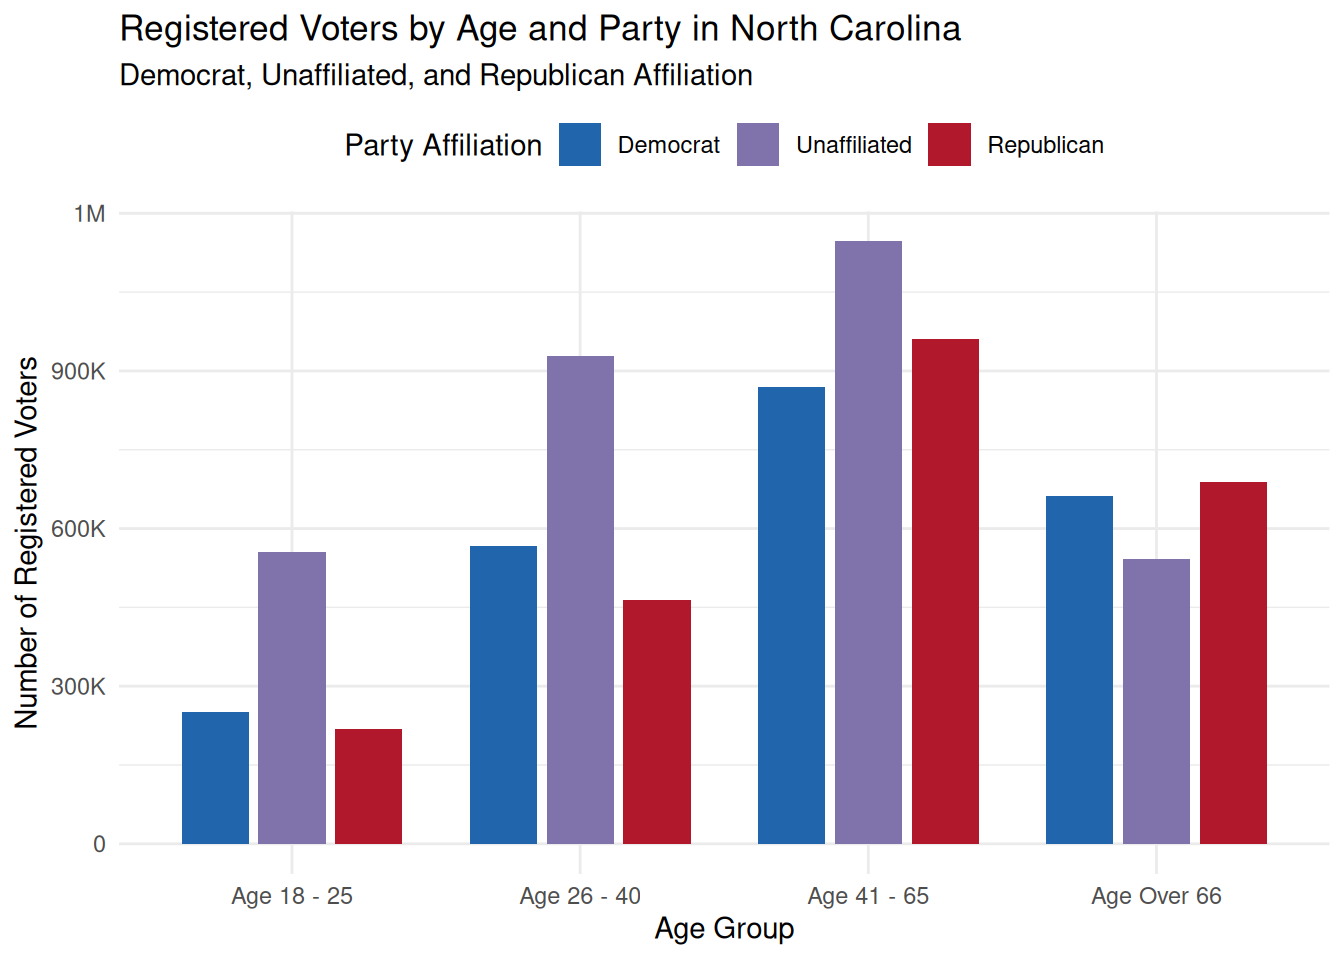 Registered Voters by Age and Party in North Carolina
Democrat, Unaffiliated, and Republican Affiliation
Party Affiliation Democrat Unaffiliated Republican
Number of Registered Voters
1M
900K
600K
300K
0
Age 18 - 25 Age 26 - 40 Age 41 - 65 Age Over 66
Age Group